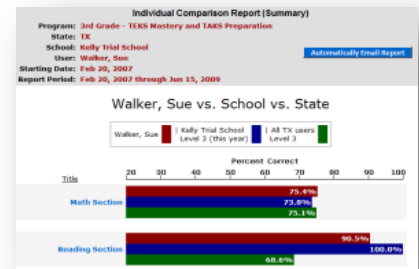 Individual Comparison Report (Summary)
Program: 3rd Grade - TEKS Mastery and TAKS Preparation
State: TX
School: Kelly Trial School
User: Walker, Sue
Automatically Email Report
Starting Date: Feb 20, 2007
Report Period: Feb 20, 2007 through Jun 15, 2009
Walker, Sue vs. School vs. State
Walker, Sue | Kelly Trial School Level 3 (this year) | All TX users Level 3
Percent Correct
Title 20 30 40 50 60 70 80 90 100
75.4%
Math Section 73.8%
75.1%
90.5%
Reading Section 100.0%
68.6%